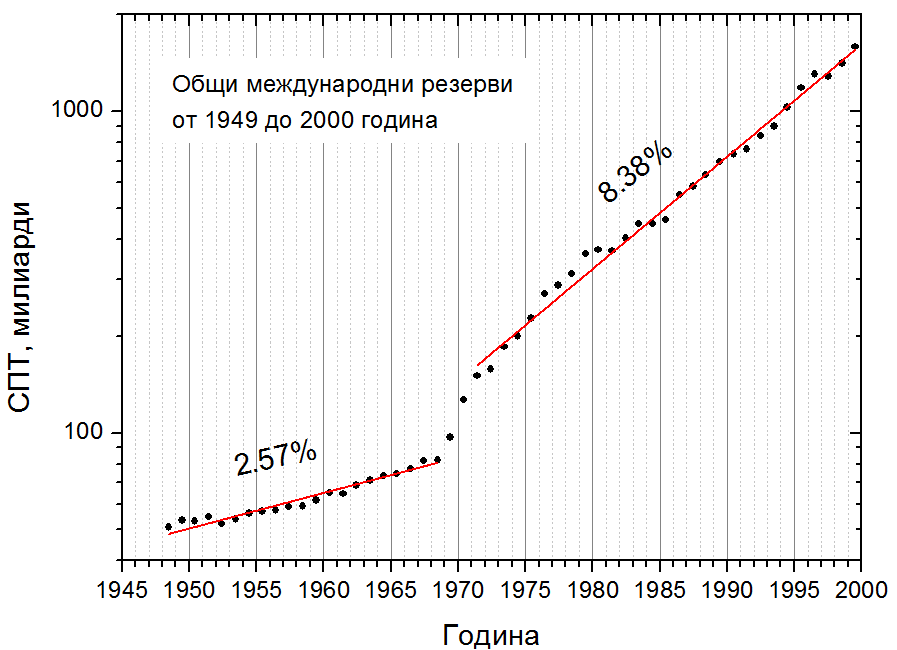 Общи международни резерви
от 1949 до 2000 година
8.38%
2.57%
1000
100
СПТ, милиарди
1945 1950 1955 1960 1965 1970 1975 1980 1985 1990 1995 2000
Година